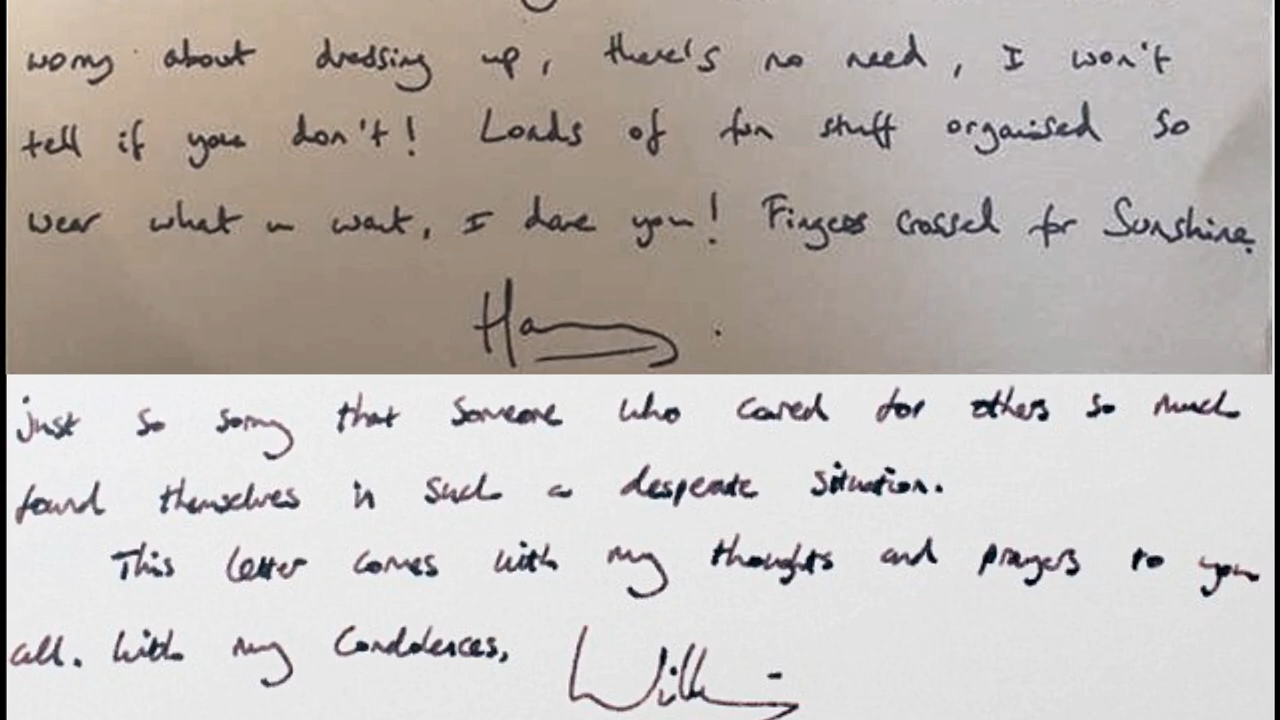 worry about dressing up, there's no need, I won't
tell if you don't! Loads of fun stuff organised so
wear what u want, I dare you! Fingers crossed for Sunshine.
Harry.
just so sorry that someone who cared for others so much
found themselves in such a desperate situation.
This letter comes with my thoughts and prayers to you
all. With my condolences, William